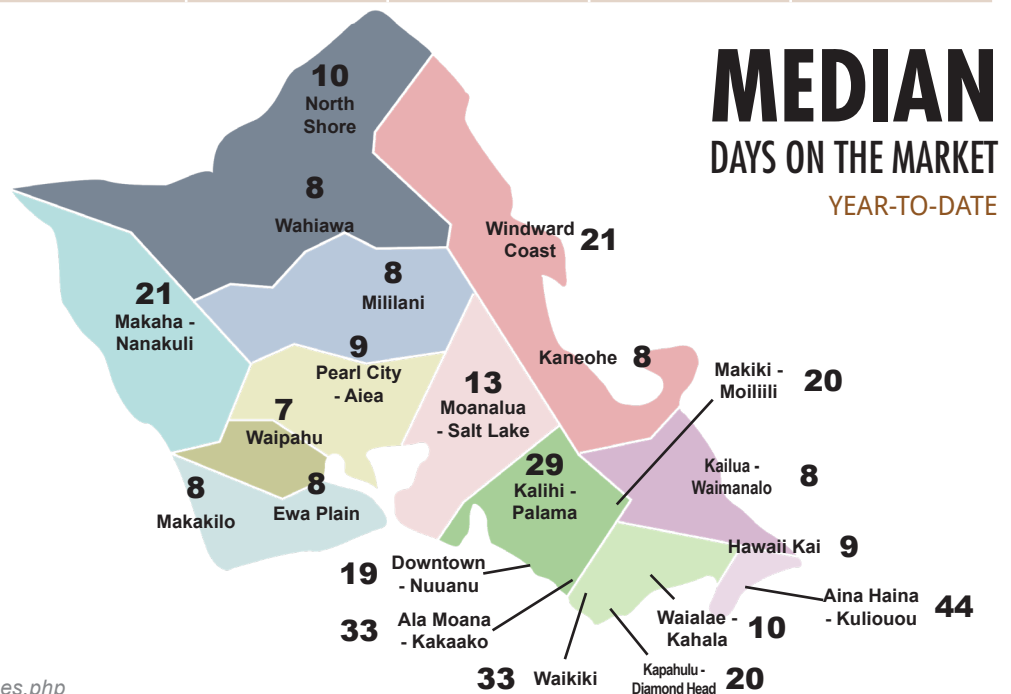 MEDIAN
DAYS ON THE MARKET
YEAR-TO-DATE
10
North
Shore
8
Wahiawa
8
Mililani
21
Makaha -
Nanakuli
9
Pearl City
- Aiea
7
Waipahu
8
Makakilo
8
Ewa Plain
13
Moanalua
- Salt Lake
Windward
Coast
21
Kaneohe 8
29
Kalihi -
Palama
Makiki -
Moiliili
20
Kailua -
Waimanalo
8
Hawaii Kai 9
Aina Haina
- Kuliouou
44
19
Downtown
- Nuuanu
33
Ala Moana
- Kakaako
33 Waikiki
Waialae -
Kahala
10
Kapahulu -
Diamond Head
20
es.php